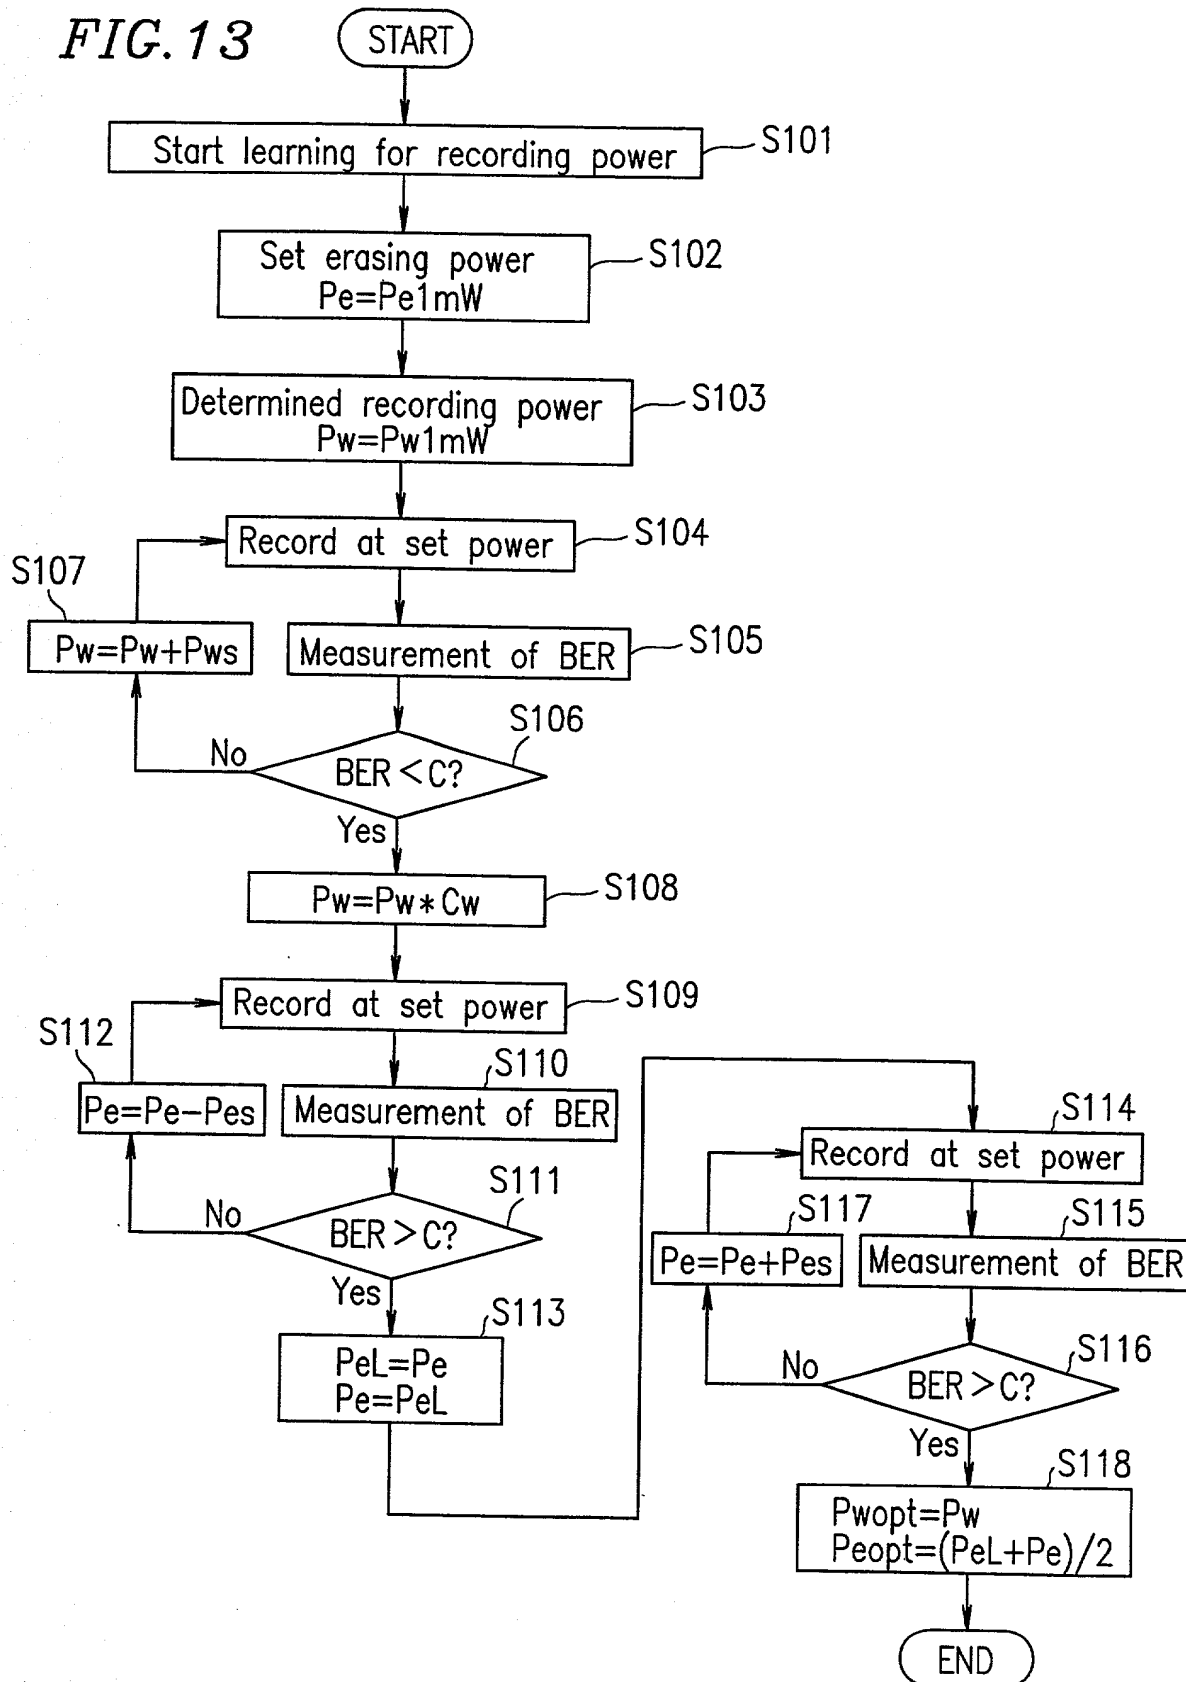 FIG.13
START
Start learning for recording power
S101
Set erasing power
Pe=Pe1mW
S102
Determined recording power
Pw=Pw1mW
S103
Record at set power
S104
S107
Pw=Pw+Pws
Measurement of BER
S105
S106
No
BER<C?
Yes
Pw=Pw*Cw
S108
Record at set power
S109
S112
Pe=Pe-Pes
S110
Measurement of BER
S111
No
BER>C?
Yes
S113
PeL=Pe
Pe=PeL
S114
Record at set power
S117
Pe=Pe+Pes
S115
Measurement of BER
S116
No
BER>C?
Yes
S118
Pwopt=Pw
Peopt=(PeL+Pe)/2
END